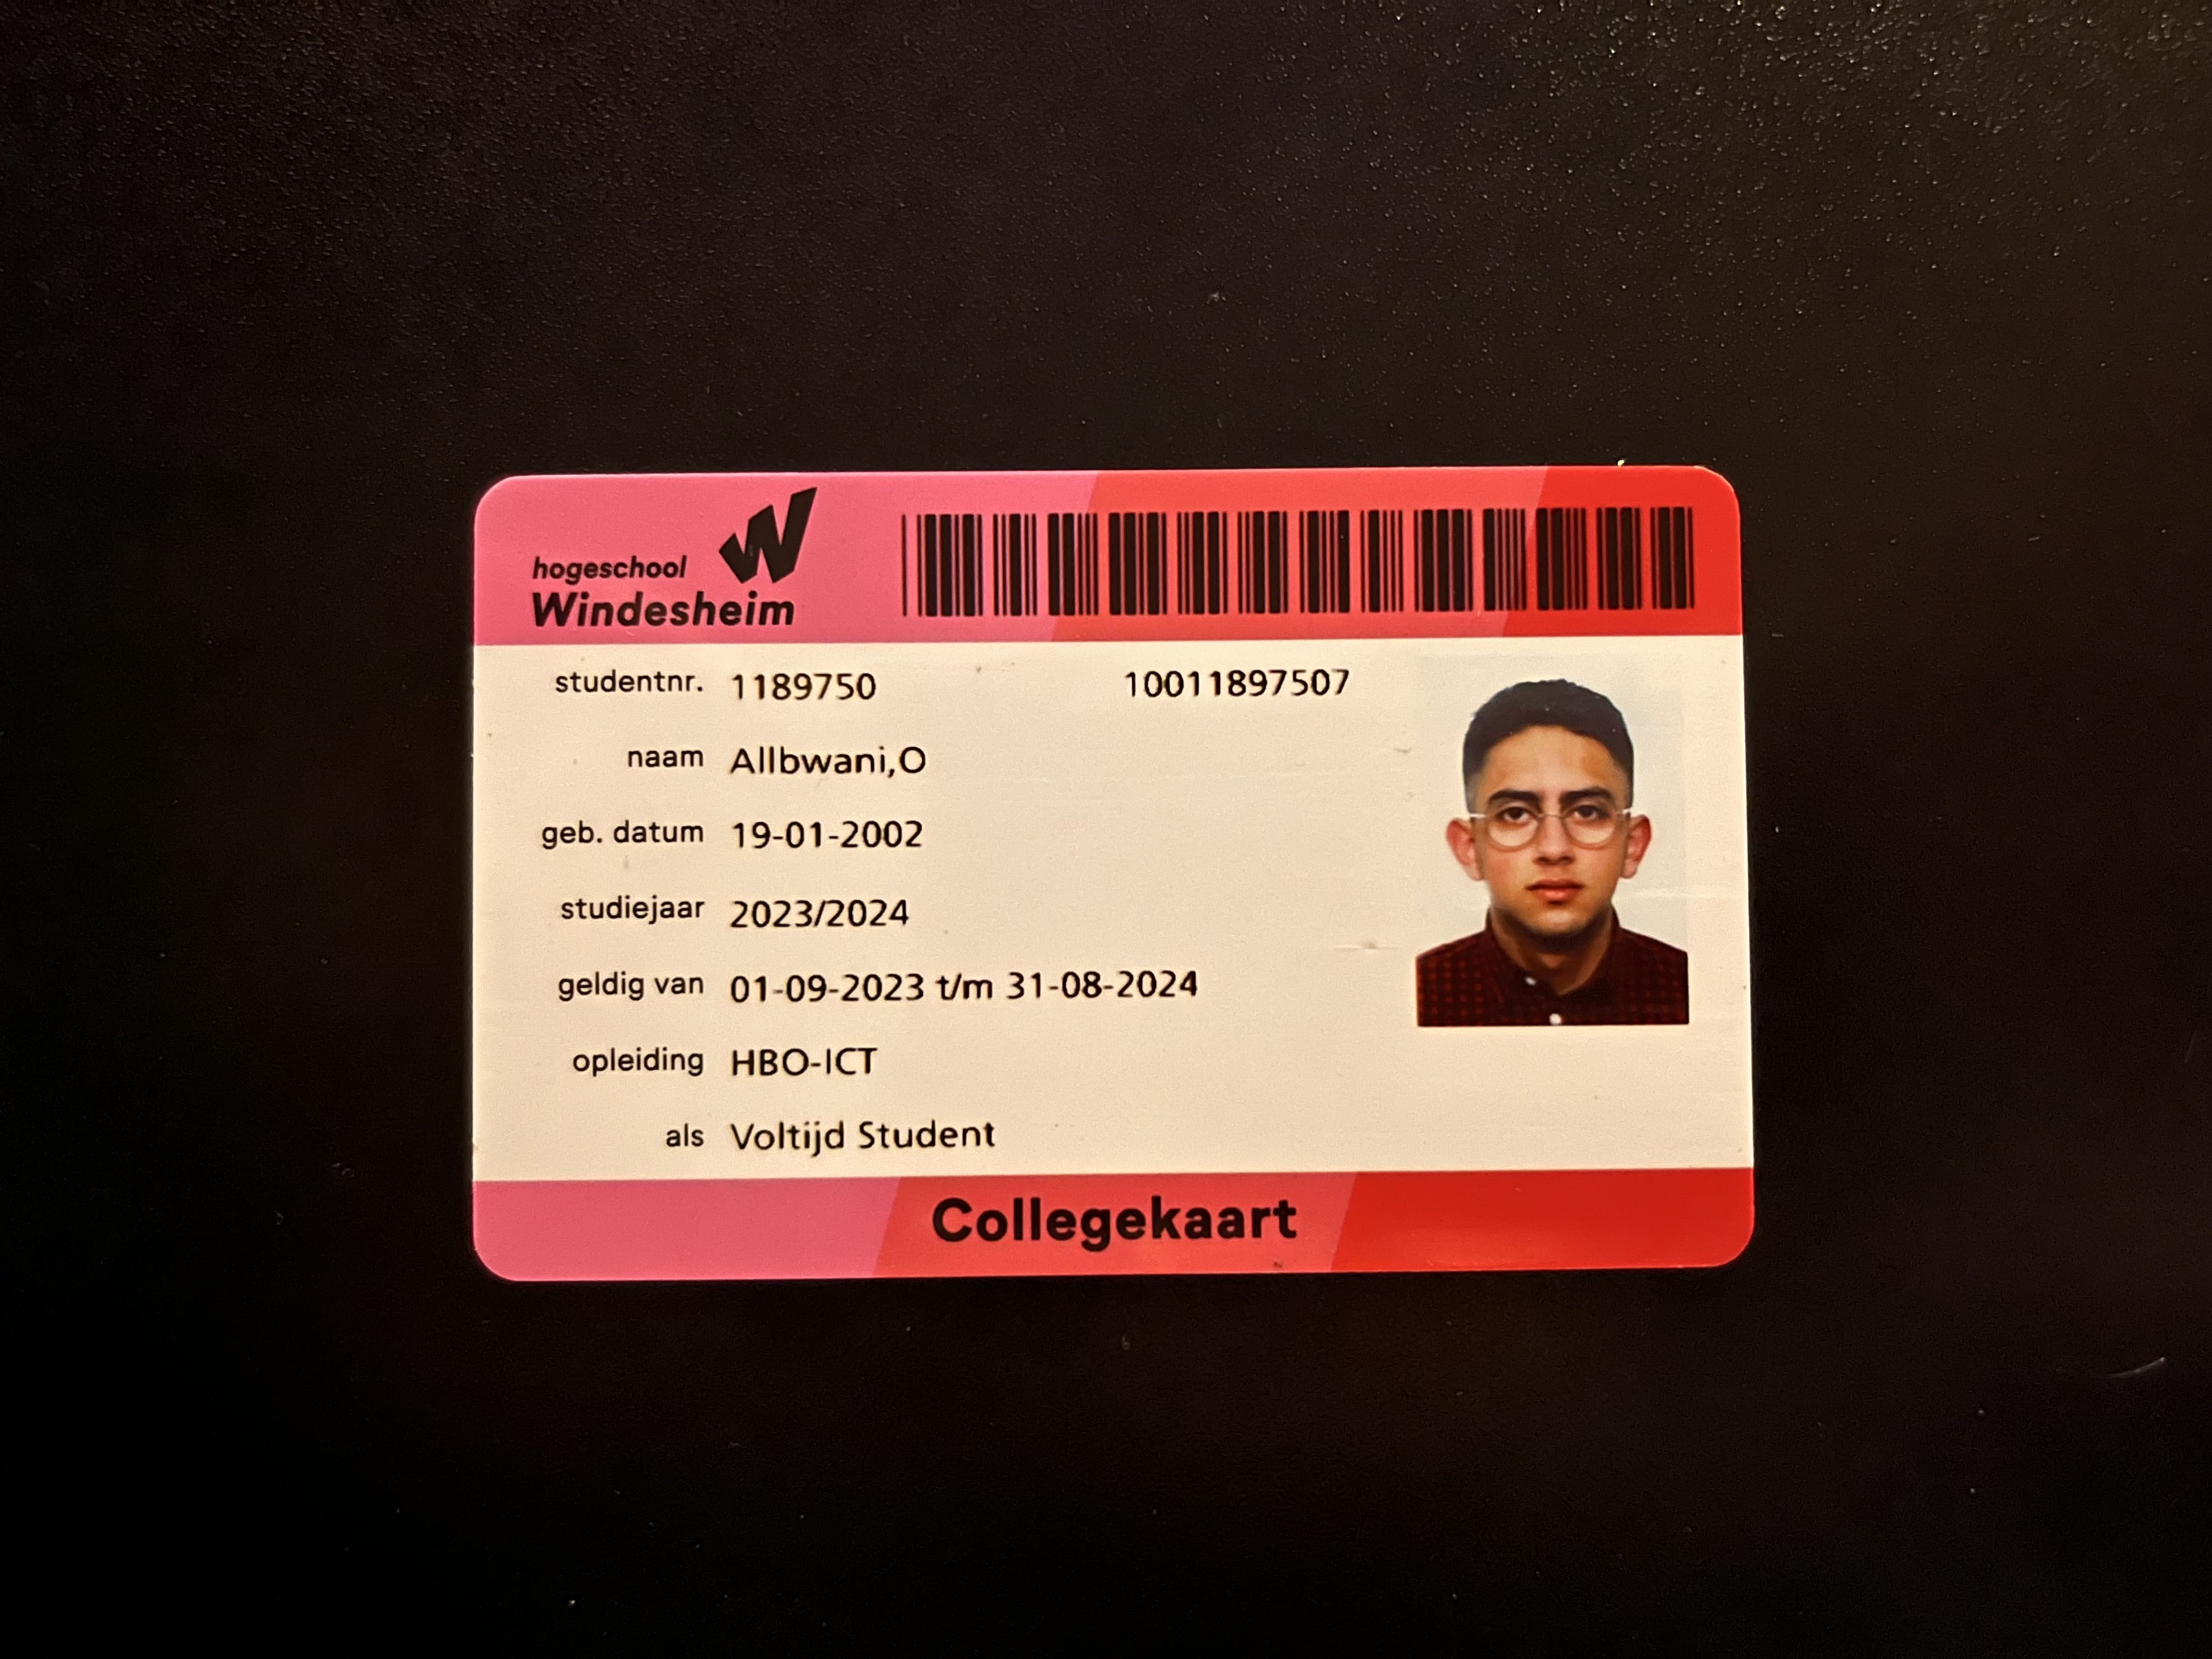 hogeschool
Windesheim
studentnr. 1189750 10011897507
naam Allbwani,O
geb. datum 19-01-2002
studiejaar 2023/2024
geldig van 01-09-2023 t/m 31-08-2024
opleiding HBO-ICT
als Voltijd Student
Collegekaart